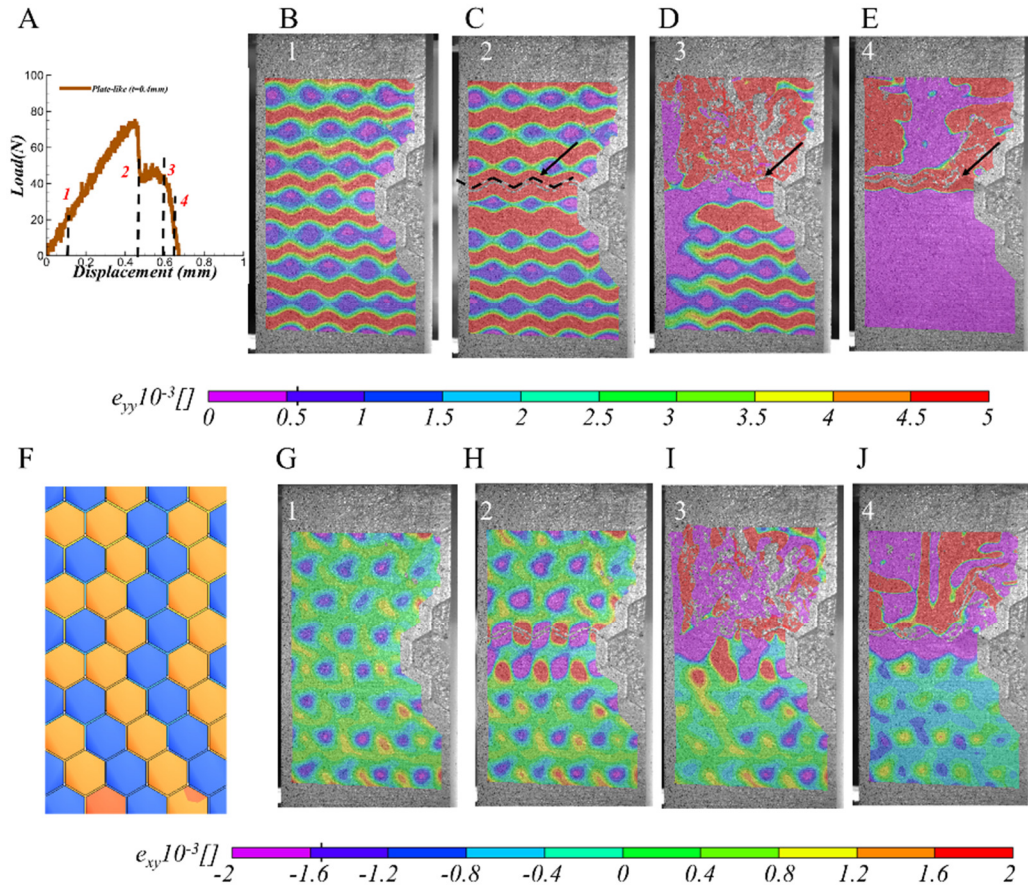 A
B
C
D
E
1
2
3
4
100
80
60
40
20
0
Load(N)
Plate-like (t=0.4mm)
1
2
3
4
0
0.2
0.4
0.6
0.8
1
Displacement (mm)
e_yy 10^-3[]
0 0.5 1 1.5 2 2.5 3 3.5 4 4.5 5
F
G
H
I
J
1
2
3
4
e_xy 10^-3[]
-2 -1.6 -1.2 -0.8 -0.4 0 0.4 0.8 1.2 1.6 2